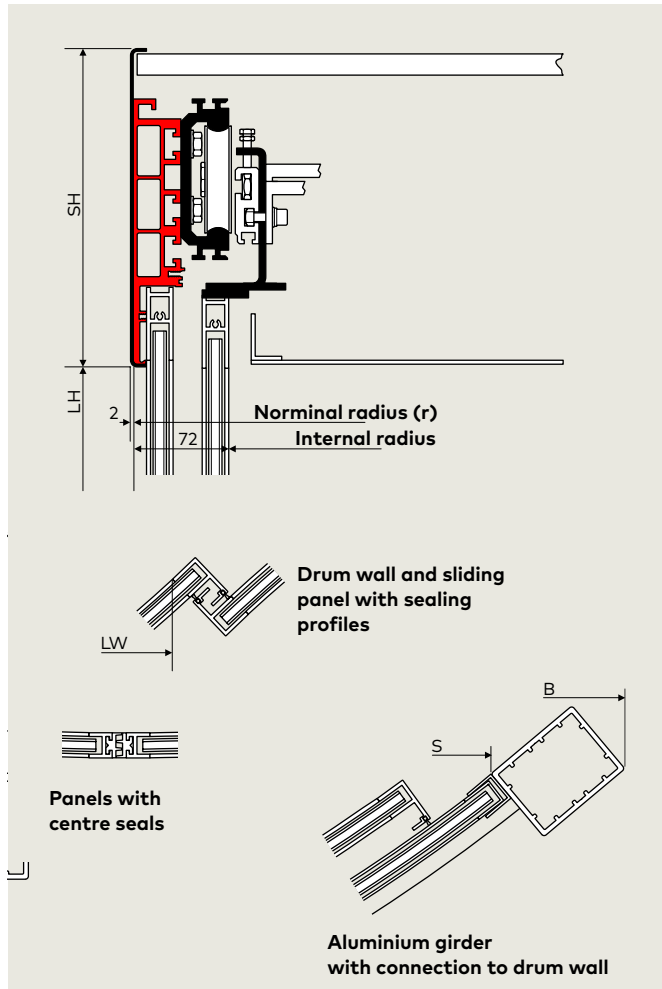 SH
LH
2
Norminal radius (r)
72
Internal radius
Drum wall and sliding
panel with sealing
profiles
LW
B
S
Panels with
centre seals
Aluminium girder
with connection to drum wall